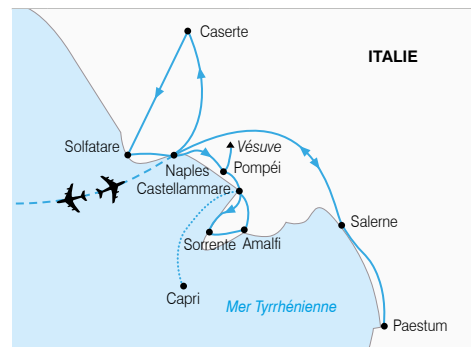 Caserte
ITALIE
Solfatare
Vésuve
Naples
Pompéi
Castellammare
Salerne
Sorrente
Amalfi
Capri
Mer Tyrrhénienne
Paestum